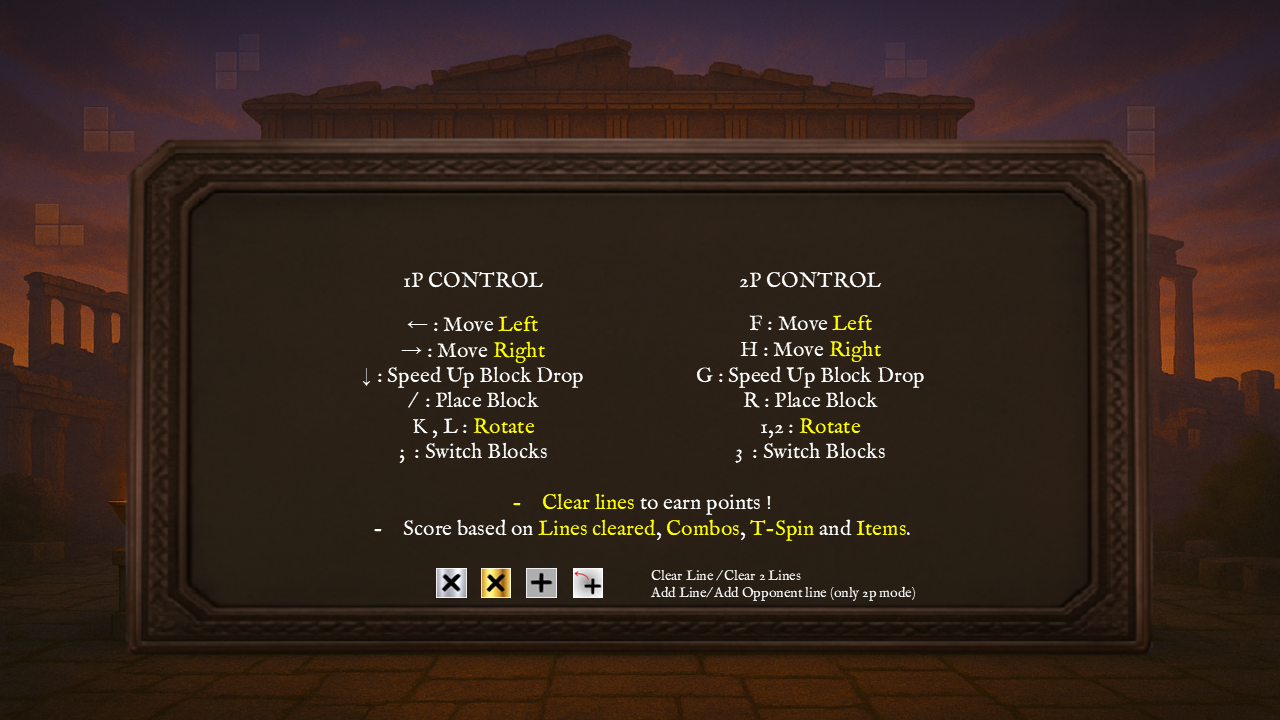 1P CONTROL
← : Move Left
→ : Move Right
↓ : Speed Up Block Drop
/ : Place Block
K , L : Rotate
; : Switch Blocks
2P CONTROL
F : Move Left
H : Move Right
G : Speed Up Block Drop
R : Place Block
1,2 : Rotate
3 : Switch Blocks
- Clear lines to earn points !
- Score based on Lines cleared, Combos, T-Spin and Items.
Clear Line /Clear 2 Lines
Add Line/Add Opponent line (only 2p mode)